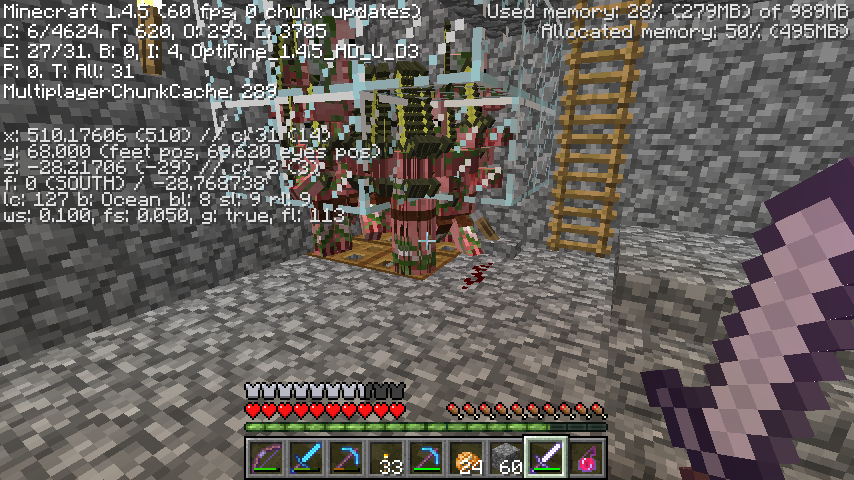 Minecraft 1.4.5 (60 fps, 0 chunk updates)
C: 6/4624, F: 620, O: 293, E: 3705
E: 27/31, B: 0, I: 4, OptiFine_1.4.5_AD_U_D3
P: 0, T: All: 31
MultiplayerChunkCache: 289
Used memory: 28% (279MB) of 989MB
Allocated memory: 50% (495MB)
x: 510.17606 (510) // c: 31 (14)
y: 68.000 (feet pos, 69.620 eyes pos)
z: -28.21706 (-29) // c: -2 (3)
f: 0 (SOUTH) / -28.768738
lc: 127 b: Ocean bl: 8 sl: 9 rl: 9
ws: 0.100, fs: 0.050, g: true, fl: 113
33
24
60